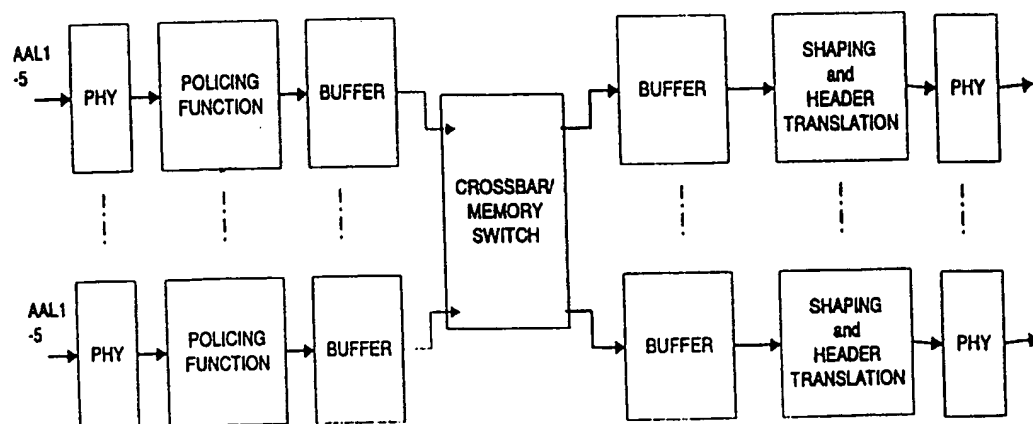 AAL1
-5
PHY
POLICING
FUNCTION
BUFFER
CROSSBAR/
MEMORY
SWITCH
BUFFER
SHAPING
and
HEADER
TRANSLATION
PHY
AAL1
-5
PHY
POLICING
FUNCTION
BUFFER
BUFFER
SHAPING
and
HEADER
TRANSLATION
PHY